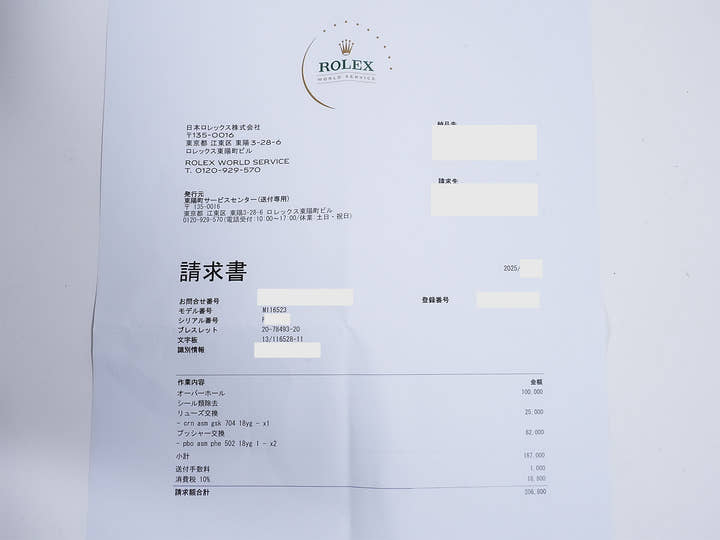 ROLEX
WORLD SERVICE
日本ロレックス株式会社
〒135-0016
東京都 江東区 東陽 3-28-6
ロレックス東陽町ビル
ROLEX WORLD SERVICE
T. 0120-929-570
納品先
請求先
発行元
東陽町サービスセンター(送付専用)
〒 135-0016
東京都 江東区 東陽3-28-6 ロレックス東陽町ビル
0120-929-570(電話受付:10:00~17:00/休業 土日・祝日)
請求書
2025/
お問合せ番号
登録番号
モデル番号 M116523
シリアル番号
ブレスレット 20-78493-20
文字板 13/116528-11
識別情報
作業内容 金額
オーバーホール 100,000
シール類除去
リューズ交換 25,000
- crn asm gsk 704 18yg - x1
プッシャー交換 62,000
- pbo asm phe 502 18yg l - x2
小計 187,000
送付手数料 1,000
消費税 10% 18,800
請求額合計 206,800